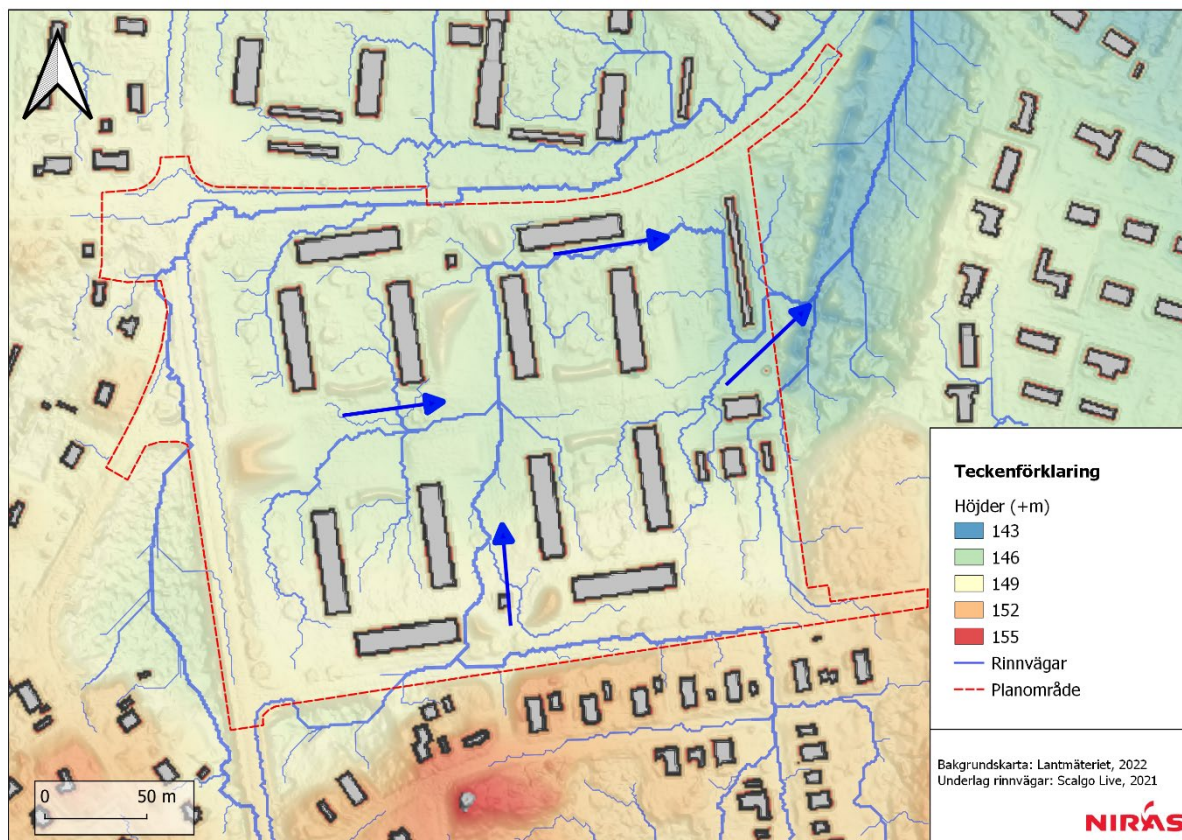 Teckenförklaring
Höjder (+m)
143
146
149
152
155
Rinnvägar
Planområde
0 50 m
Bakgrundskarta: Lantmäteriet, 2022
Underlag rinnvägar: Scalgo Live, 2021
NIRAS